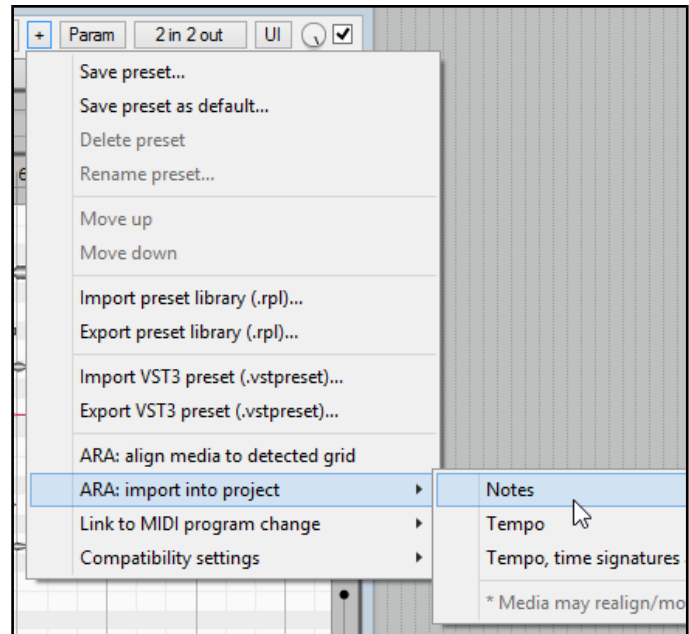 + Param 2 in 2 out UI
Save preset...
Save preset as default...
Delete preset
Rename preset...
Move up
Move down
Import preset library (.rpl)...
Export preset library (.rpl)...
Import VST3 preset (.vstpreset)...
Export VST3 preset (.vstpreset)...
ARA: align media to detected grid
ARA: import into project
Notes
Link to MIDI program change
Tempo
Compatibility settings
Tempo, time signatures
* Media may realign/mo